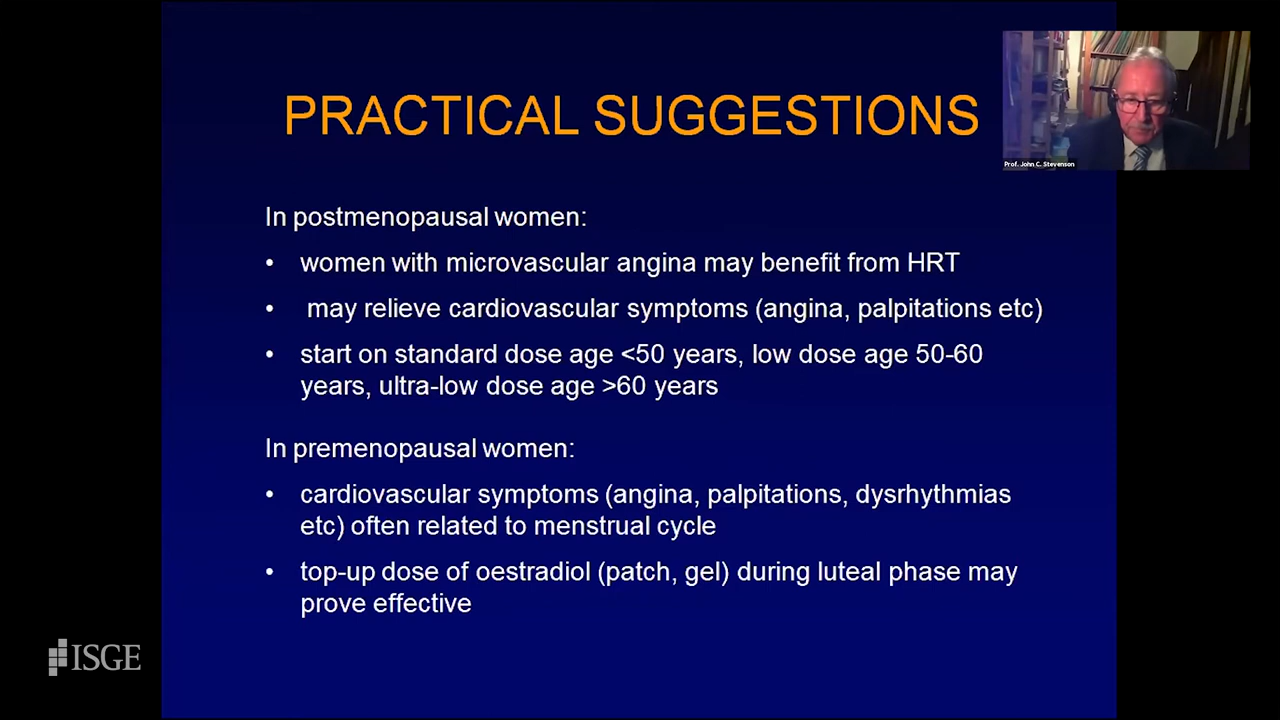 PRACTICAL SUGGESTIONS
Prof. John C. Stevenson
In postmenopausal women:
• women with microvascular angina may benefit from HRT
• may relieve cardiovascular symptoms (angina, palpitations etc)
• start on standard dose age <50 years, low dose age 50-60
years, ultra-low dose age >60 years
In premenopausal women:
• cardiovascular symptoms (angina, palpitations, dysrhythmias
etc) often related to menstrual cycle
• top-up dose of oestradiol (patch, gel) during luteal phase may
prove effective
ISGE